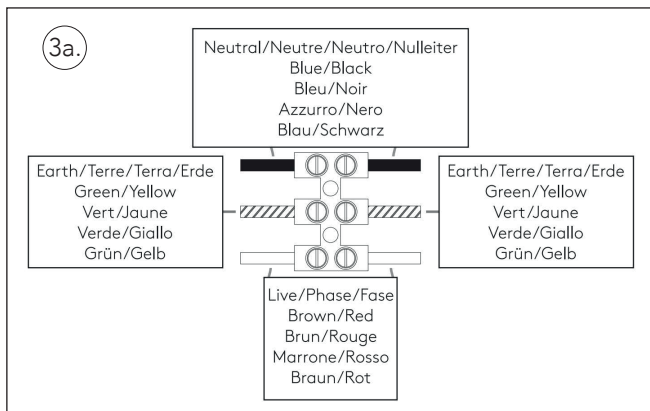 3a.
Neutral/Neutre/Neutro/Nulleiter
Blue/Black
Bleu/Noir
Azzurro/Nero
Blau/Schwarz
Earth/Terre/Terra/Erde
Green/Yellow
Vert/Jaune
Verde/Giallo
Grün/Gelb
Earth/Terre/Terra/Erde
Green/Yellow
Vert/Jaune
Verde/Giallo
Grün/Gelb
Live/Phase/Fase
Brown/Red
Brun/Rouge
Marrone/Rosso
Braun/Rot